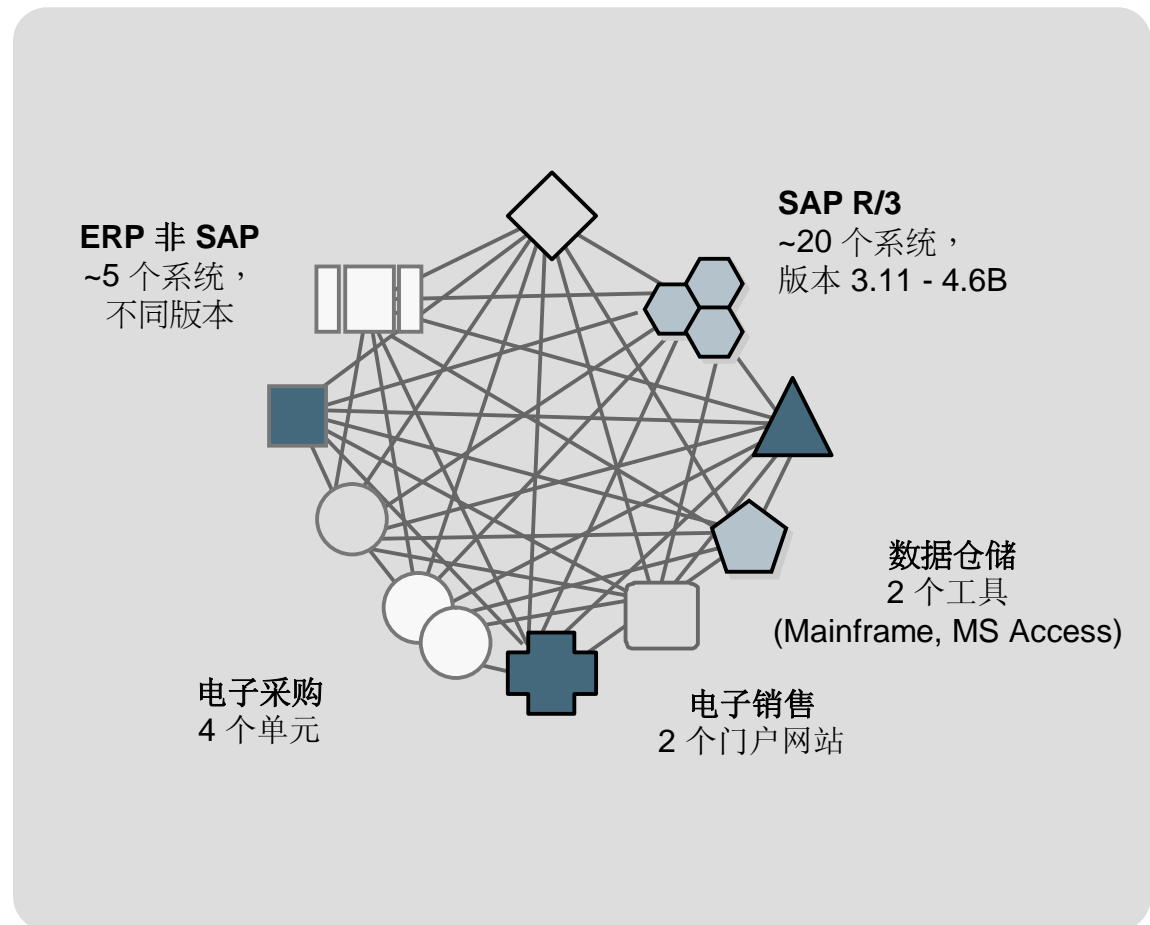 ERP 非 SAP
~5 个系统，
不同版本
SAP R/3
~20 个系统，
版本 3.11 - 4.6B
数据仓储
2 个工具
(Mainframe, MS Access)
电子采购
4 个单元
电子销售
2 个门户网站